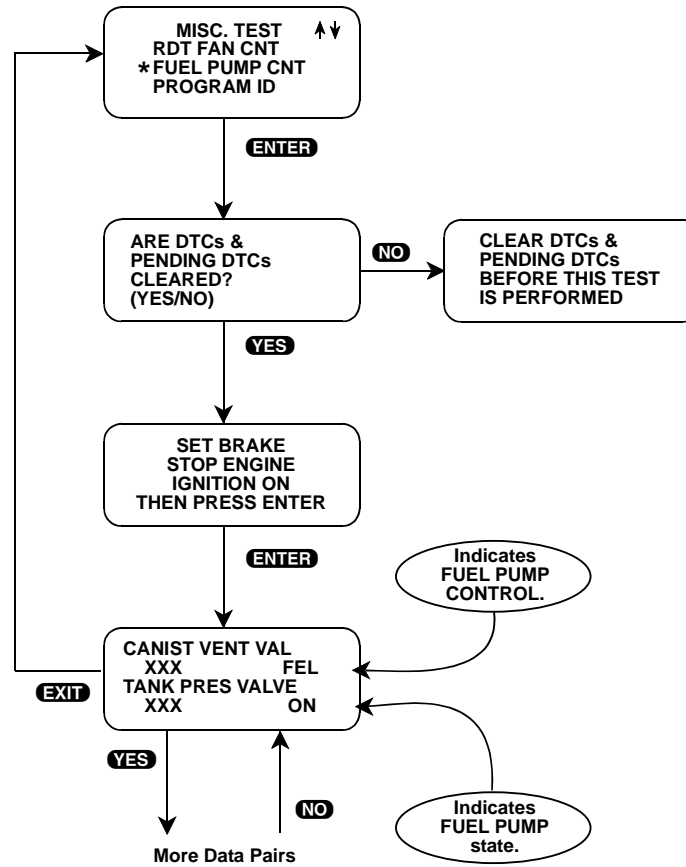 MISC. TEST
RDT FAN CNT
*FUEL PUMP CNT
PROGRAM ID
ENTER
ARE DTCs &
PENDING DTCs
CLEARED?
(YES/NO)
NO
CLEAR DTCs &
PENDING DTCs
BEFORE THIS TEST
IS PERFORMED
YES
SET BRAKE
STOP ENGINE
IGNITION ON
THEN PRESS ENTER
ENTER
Indicates
FUEL PUMP
CONTROL.
CANIST VENT VAL
XXX FEL
TANK PRES VALVE
XXX ON
EXIT
YES
NO
Indicates
FUEL PUMP
state.
More Data Pairs